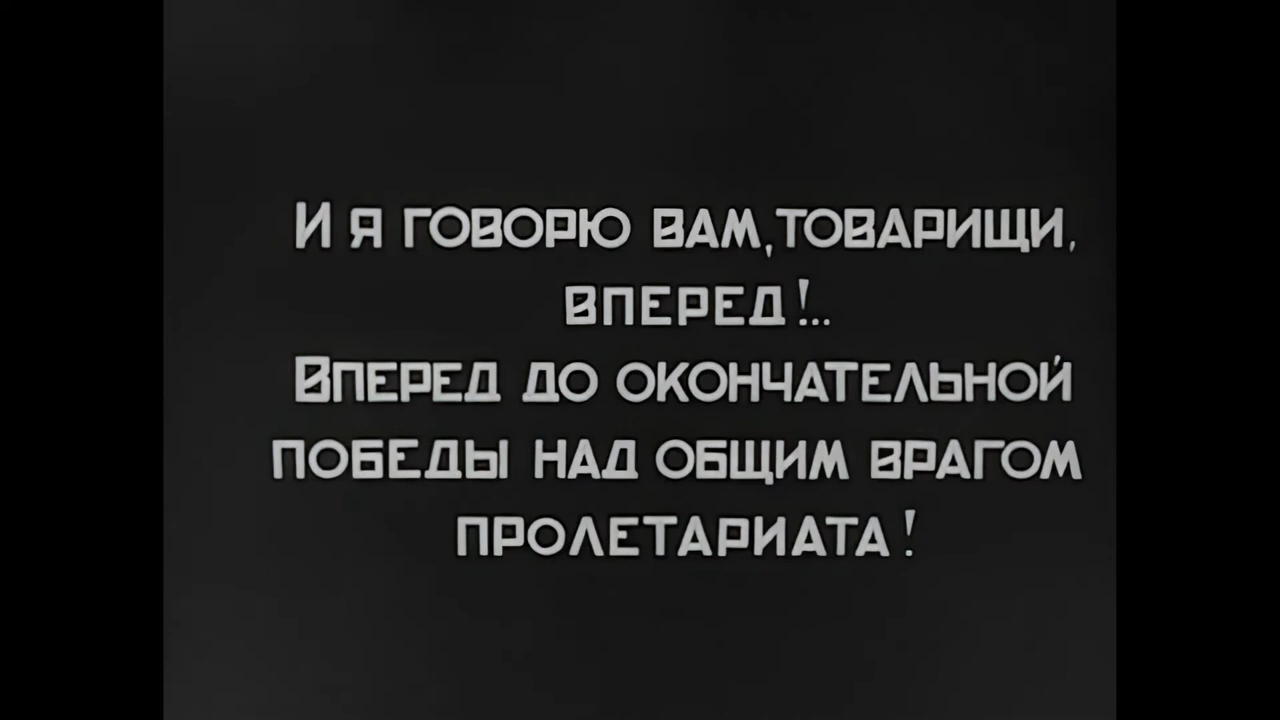 И Я ГОВОРЮ ВАМ, ТОВАРИЩИ,
ВПЕРЕД!..
ВПЕРЕД ДО ОКОНЧАТЕЛЬНОЙ
ПОБЕДЫ НАД ОБЩИМ ВРАГОМ
ПРОЛЕТАРИАТА!